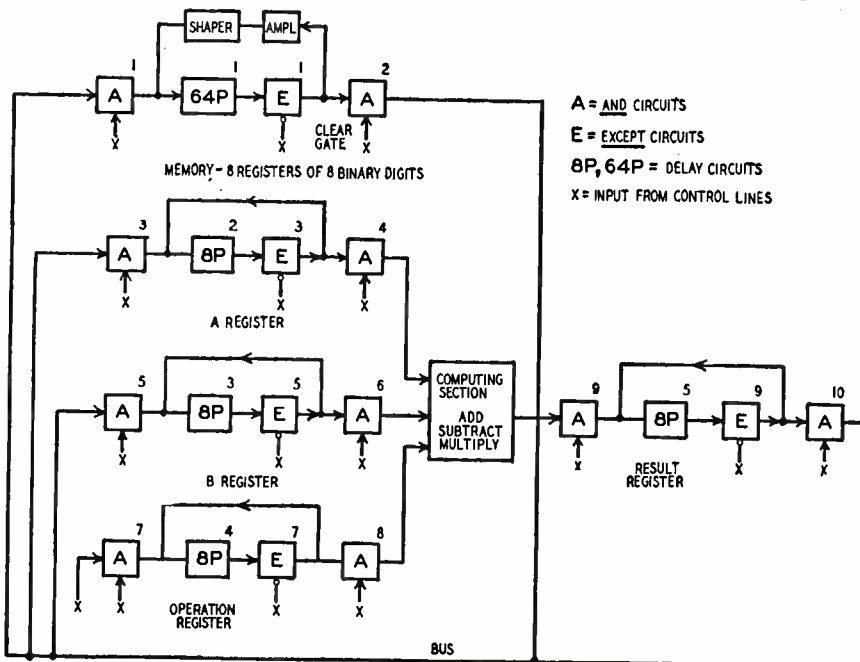 SHAPER
AMPL
1
1
1
2
A
64P
E
A
X
X
CLEAR
GATE
X
MEMORY - 8 REGISTERS OF 8 BINARY DIGITS
A = AND CIRCUITS
E = EXCEPT CIRCUITS
8P, 64P = DELAY CIRCUITS
X = INPUT FROM CONTROL LINES
3
2
3
4
A
8P
E
A
X
X
X
A REGISTER
5
3
5
6
A
8P
E
A
X
X
X
B REGISTER
COMPUTING
SECTION
ADD
SUBTRACT
MULTIPLY
9
5
9
10
A
8P
E
A
X
X
X
RESULT
REGISTER
7
4
7
8
A
8P
E
A
X
X
X
X
OPERATION
REGISTER
BUS